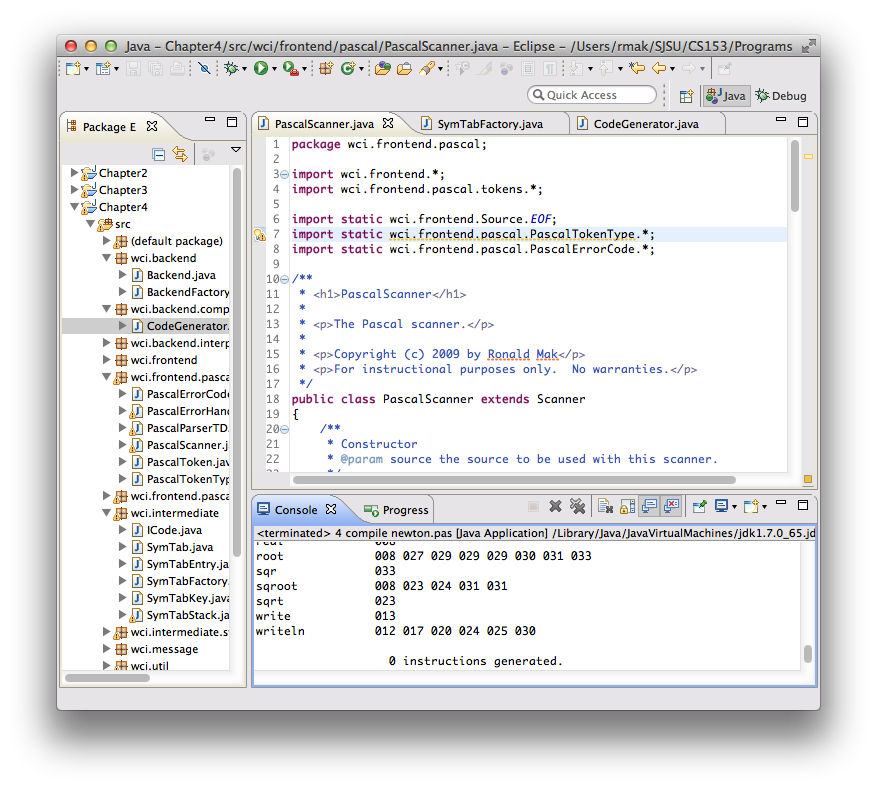 Java – Chapter4/src/wci/frontend/pascal/PascalScanner.java – Eclipse – /Users/rmak/SJSU/CS153/Programs
Quick Access
Java
Debug
Package E
Chapter2
Chapter3
Chapter4
src
(default package)
wci.backend
Backend.java
BackendFactory
wci.backend.comp
CodeGenerator.
wci.backend.interp
wci.frontend
wci.frontend.pasca
PascalErrorCode
PascalErrorHan
PascalParserTD.
PascalScanner.j
PascalToken.jav
PascalTokenTyp
wci.frontend.pasca
wci.intermediate
ICode.java
SymTab.java
SymTabEntry.ja
SymTabFactory.
SymTabKey.java
SymTabStack.ja
wci.intermediate.s
wci.message
wci.util
PascalScanner.java
SymTabFactory.java
CodeGenerator.java
1 package wci.frontend.pascal;
2
3 import wci.frontend.*;
4 import wci.frontend.pascal.tokens.*;
5
6 import static wci.frontend.Source.EOF;
7 import static wci.frontend.pascal.PascalTokenType.*;
8 import static wci.frontend.pascal.PascalErrorCode.*;
9
10 /**
11 * <h1>PascalScanner</h1>
12 *
13 * <p>The Pascal scanner.</p>
14 *
15 * <p>Copyright (c) 2009 by Ronald Mak</p>
16 * <p>For instructional purposes only.  No warranties.</p>
17 */
18 public class PascalScanner extends Scanner
19 {
20 /**
21 * Constructor
22 * @param source the source to be used with this scanner.
Console
Progress
<terminated> 4 compile newton.pas [Java Application] /Library/Java/JavaVirtualMachines/jdk1.7.0_65.jd
real 008
root 008 027 029 029 029 030 031 033
sqr 033
sqroot 008 023 024 031 031
sqrt 023
write 013
writeln 012 017 020 024 025 030
0 instructions generated.